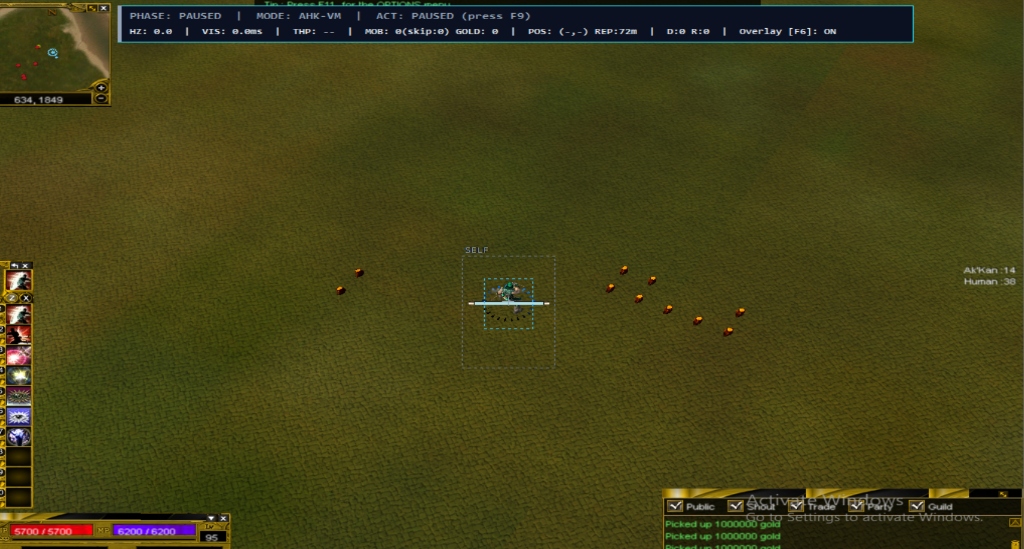 Tip : Press F11 for the OPTIONS menu
PHASE: PAUSED | MODE: AHK-VM | ACT: PAUSED (press F9)
HZ: 0.0 | VIS: 0.0ms | THP: -- | MOB: 0(skip:0) GOLD: 0 | POS: (-,-) REP:72m | D:0 R:0 | Overlay [F6]: ON
634,1849
SELF
Ak'Kan :14
Human :38
Z X
Activate Windows
Go to Settings to activate Windows.
Public Shout Trade Party Guild
Picked up 1000000 gold
Picked up 1000000 gold
Picked up 1000000 gold
5700 / 5700
6200 / 6200
95